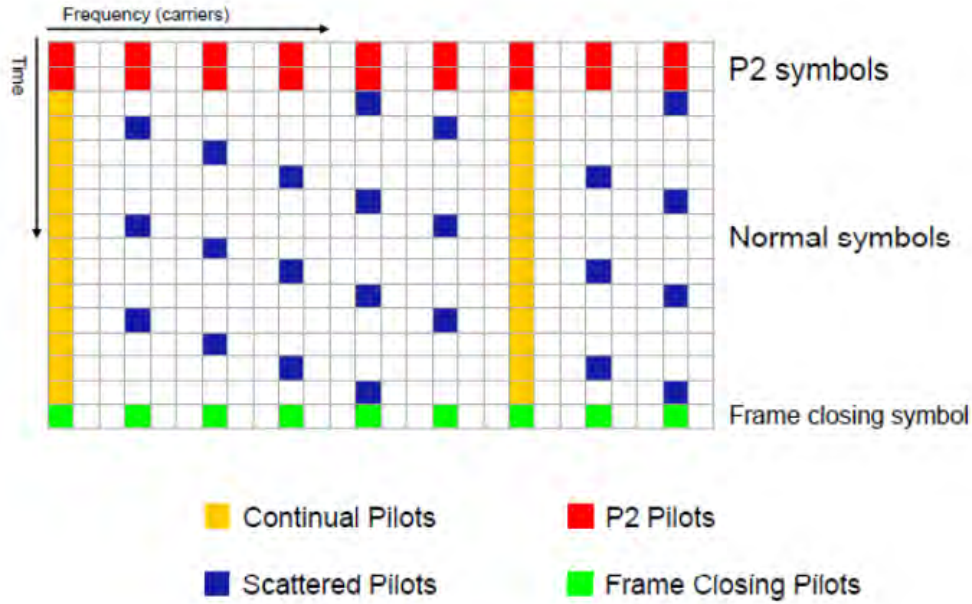 Frequency (carriers)
Time
P2 symbols
Normal symbols
Frame closing symbol
Continual Pilots
P2 Pilots
Scattered Pilots
Frame Closing Pilots